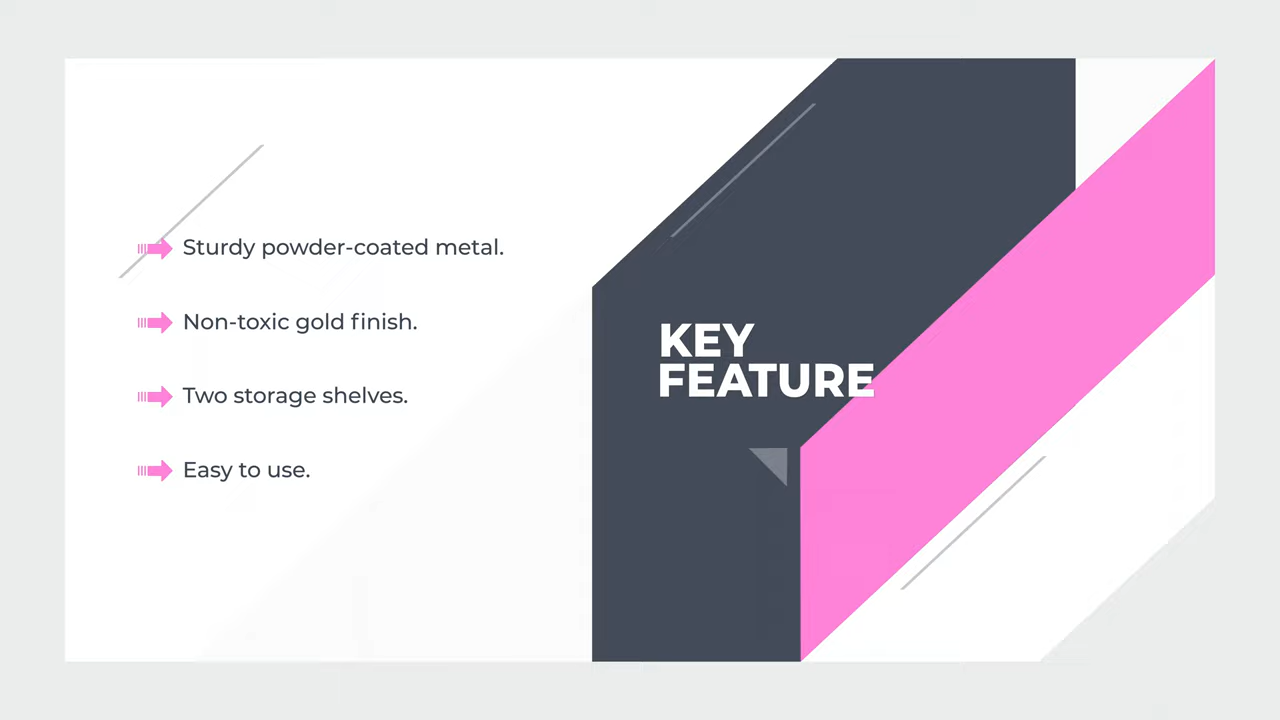 Sturdy powder-coated metal.
Non-toxic gold finish.
Two storage shelves.
Easy to use.
KEY
FEATURE